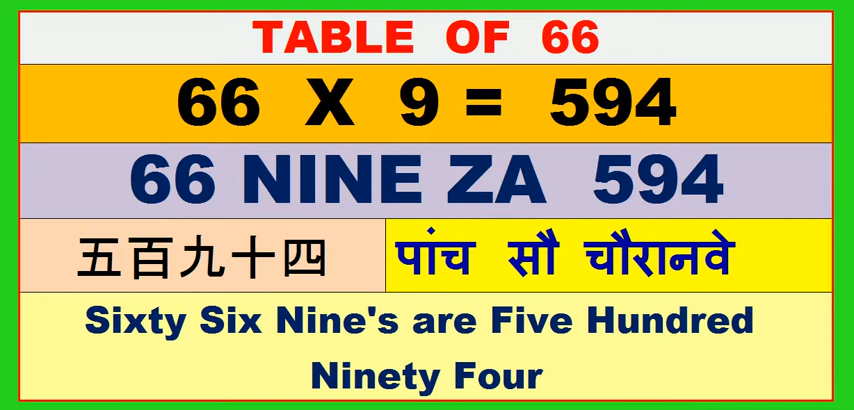 TABLE OF 66
66 X 9 = 594
66 NINE ZA 594
五百九十四
पांच सौ चौरानवे
Sixty Six Nine's are Five Hundred
Ninety Four